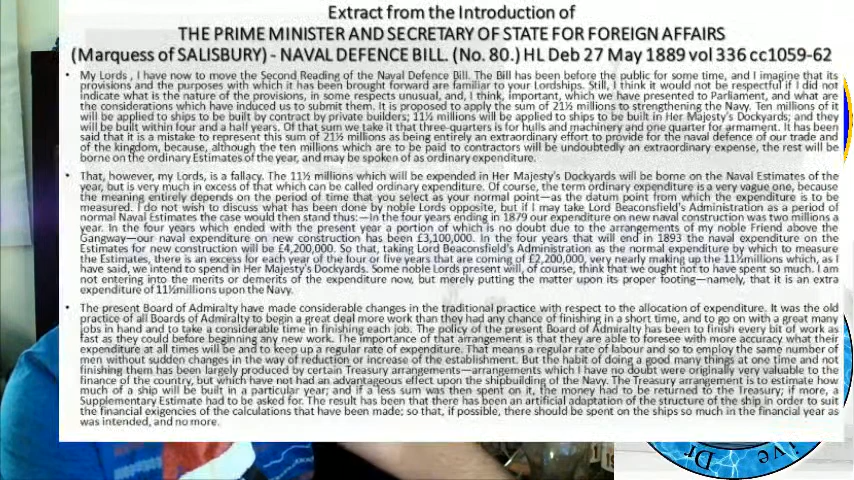 Extract from the Introduction of
THE PRIME MINISTER AND SECRETARY OF STATE FOR FOREIGN AFFAIRS
(Marquess of SALISBURY) - NAVAL DEFENCE BILL. (No. 80.) HL Deb 27 May 1889 vol 336 cc1059-62
• My Lords , I have now to move the Second Reading of the Naval Defence Bill. The Bill has been before the public for some time, and I imagine that its
provisions and the purposes with which it has been brought forward are familiar to your Lordships. Still, I think it would not be respectful if I did not
indicate what is the nature of the provisions, in some respects unusual, and, I think, important, which we have presented to Parliament, and what are
the considerations which have induced us to submit them. It is proposed to apply the sum of 21½ millions to strengthening the Navy. Ten millions of it
will be applied to ships to be built by contract by private builders; 11½ millions will be applied to ships to be built in Her Majesty's Dockyards; and they
will be built within four and a half years. Of that sum we take it that three-quarters is for hulls and machinery and one quarter for armament. It has been
said that it is a mistake to represent this sum of 21½ millions as being entirely an extraordinary effort to provide for the naval defence of our trade and
of the kingdom, because, although the ten millions which are to be paid to contractors will be undoubtedly an extraordinary expense, the rest will be
borne on the ordinary Estimates of the year, and may be spoken of as ordinary expenditure.
• That, however, my Lords, is a fallacy. The 11½ millions which will be expended in Her Majesty's Dockyards will be borne on the Naval Estimates of the
year, but is very much in excess of that which can be called ordinary expenditure. Of course, the term ordinary expenditure is a very vague one, because
the meaning entirely depends on the period of time that you select as your normal point—as the datum point from which the expenditure is to be
measured. I do not wish to discuss what has been done by noble Lords opposite, but if I may take Lord Beaconsfield's Administration as a period of
normal Naval Estimates the case would then stand thus:—In the four years ending in 1879 our expenditure on new naval construction was two millions a
year. In the four years which ended with the present year a portion of which is no doubt due to the arrangements of my noble Friend above the
Gangway—our naval expenditure on new construction has been £3,100,000. In the four years that will end in 1893 the naval expenditure on the
Estimates for new construction will be £4,200,000. So that, taking Lord Beaconsfield's Administration as the normal expenditure by which to measure
the Estimates, there is an excess for each year of the four or five years that are coming of £2,200,000, very nearly making up the 11½millions which, as I
have said, we intend to spend in Her Majesty's Dockyards. Some noble Lords present will, of course, think that we ought not to have spent so much. I am
not entering into the merits or demerits of the expenditure now, but merely putting the matter upon its proper footing—namely, that it is an extra
expenditure of 11½millions upon the Navy.
• The present Board of Admiralty have made considerable changes in the traditional practice with respect to the allocation of expenditure. It was the old
practice of all Boards of Admiralty to begin a great deal more work than they had any chance of finishing in a short time, and to go on with a great many
jobs in hand and to take a considerable time in finishing each job. The policy of the present Board of Admiralty has been to finish every bit of work as
fast as they could before beginning any new work. The importance of that arrangement is that they are able to foresee with more accuracy what their
expenditure at all times will be and to keep up a regular rate of expenditure. That means a regular rate of labour and so to employ the same number of
men without sudden changes in the way of reduction or increase of the establishment. But the habit of doing a good many things at one time and not
finishing them has been largely produced by certain Treasury arrangements—arrangements which I have no doubt were originally very valuable to the
finance of the country, but which have not had an advantageous effect upon the shipbuilding of the Navy. The Treasury arrangement is to estimate how
much of a ship will be built in a particular year; and if a less sum was then spent on it, the money had to be returned to the Treasury; if more, a
Supplementary Estimate had to be asked for. The result has been that there has been an artificial adaptation of the structure of the ship in order to suit
the financial exigencies of the calculations that have been made; so that, if possible, there should be spent on the ships so much in the financial year as
was intended, and no more.